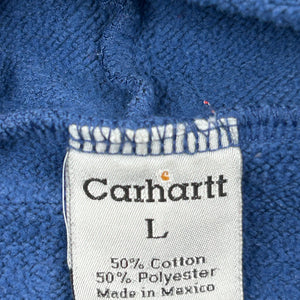 Carhartt
L
50% Cotton
50% Polyester
Made in Mexico